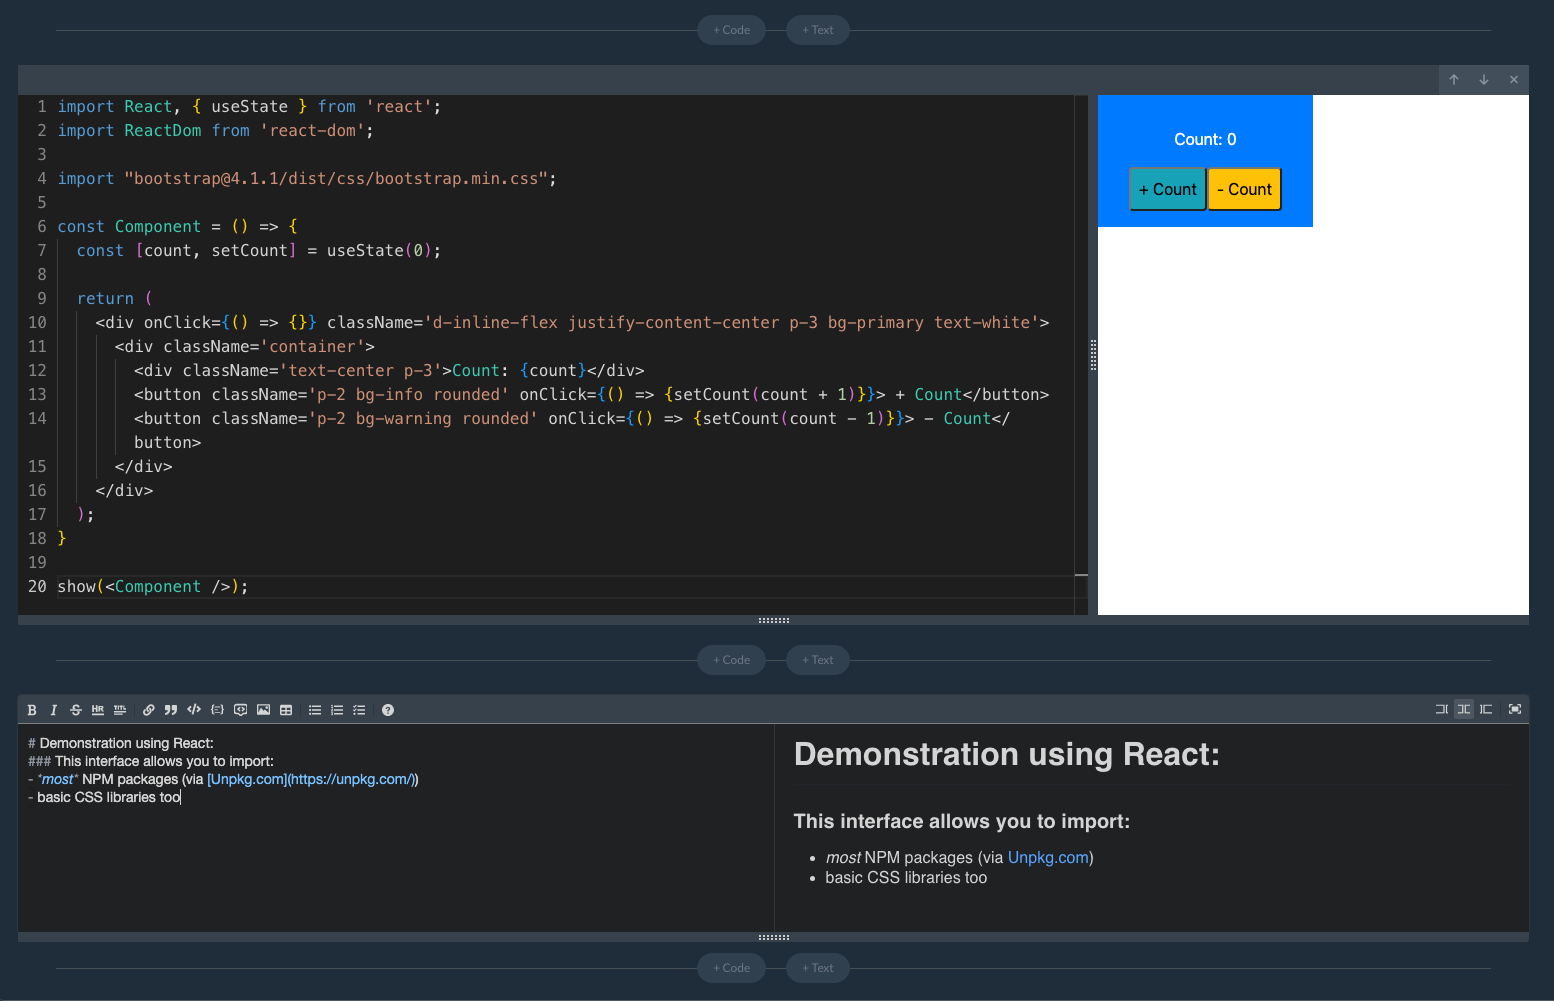 + Code
+ Text
1 import React, { useState } from 'react';
2 import ReactDom from 'react-dom';
3
4 import "bootstrap@4.1.1/dist/css/bootstrap.min.css";
5
6 const Component = () => {
7   const [count, setCount] = useState(0);
8
9   return (
10     <div onClick={() => {}} className='d-inline-flex justify-content-center p-3 bg-primary text-white'>
11       <div className='container'>
12         <div className='text-center p-3'>Count: {count}</div>
13         <button className='p-2 bg-info rounded' onClick={() => {setCount(count + 1)}}> + Count</button>
14         <button className='p-2 bg-warning rounded' onClick={() => {setCount(count - 1)}}> - Count</
button>
15       </div>
16     </div>
17   );
18 }
19
20 show(<Component />);
Count: 0
+ Count
- Count
+ Code
+ Text
B I S HR TITL
# Demonstration using React:
### This interface allows you to import:
- *most* NPM packages (via [Unpkg.com](https://unpkg.com/))
- basic CSS libraries too
Demonstration using React:
This interface allows you to import:
• most NPM packages (via Unpkg.com)
• basic CSS libraries too
+ Code
+ Text